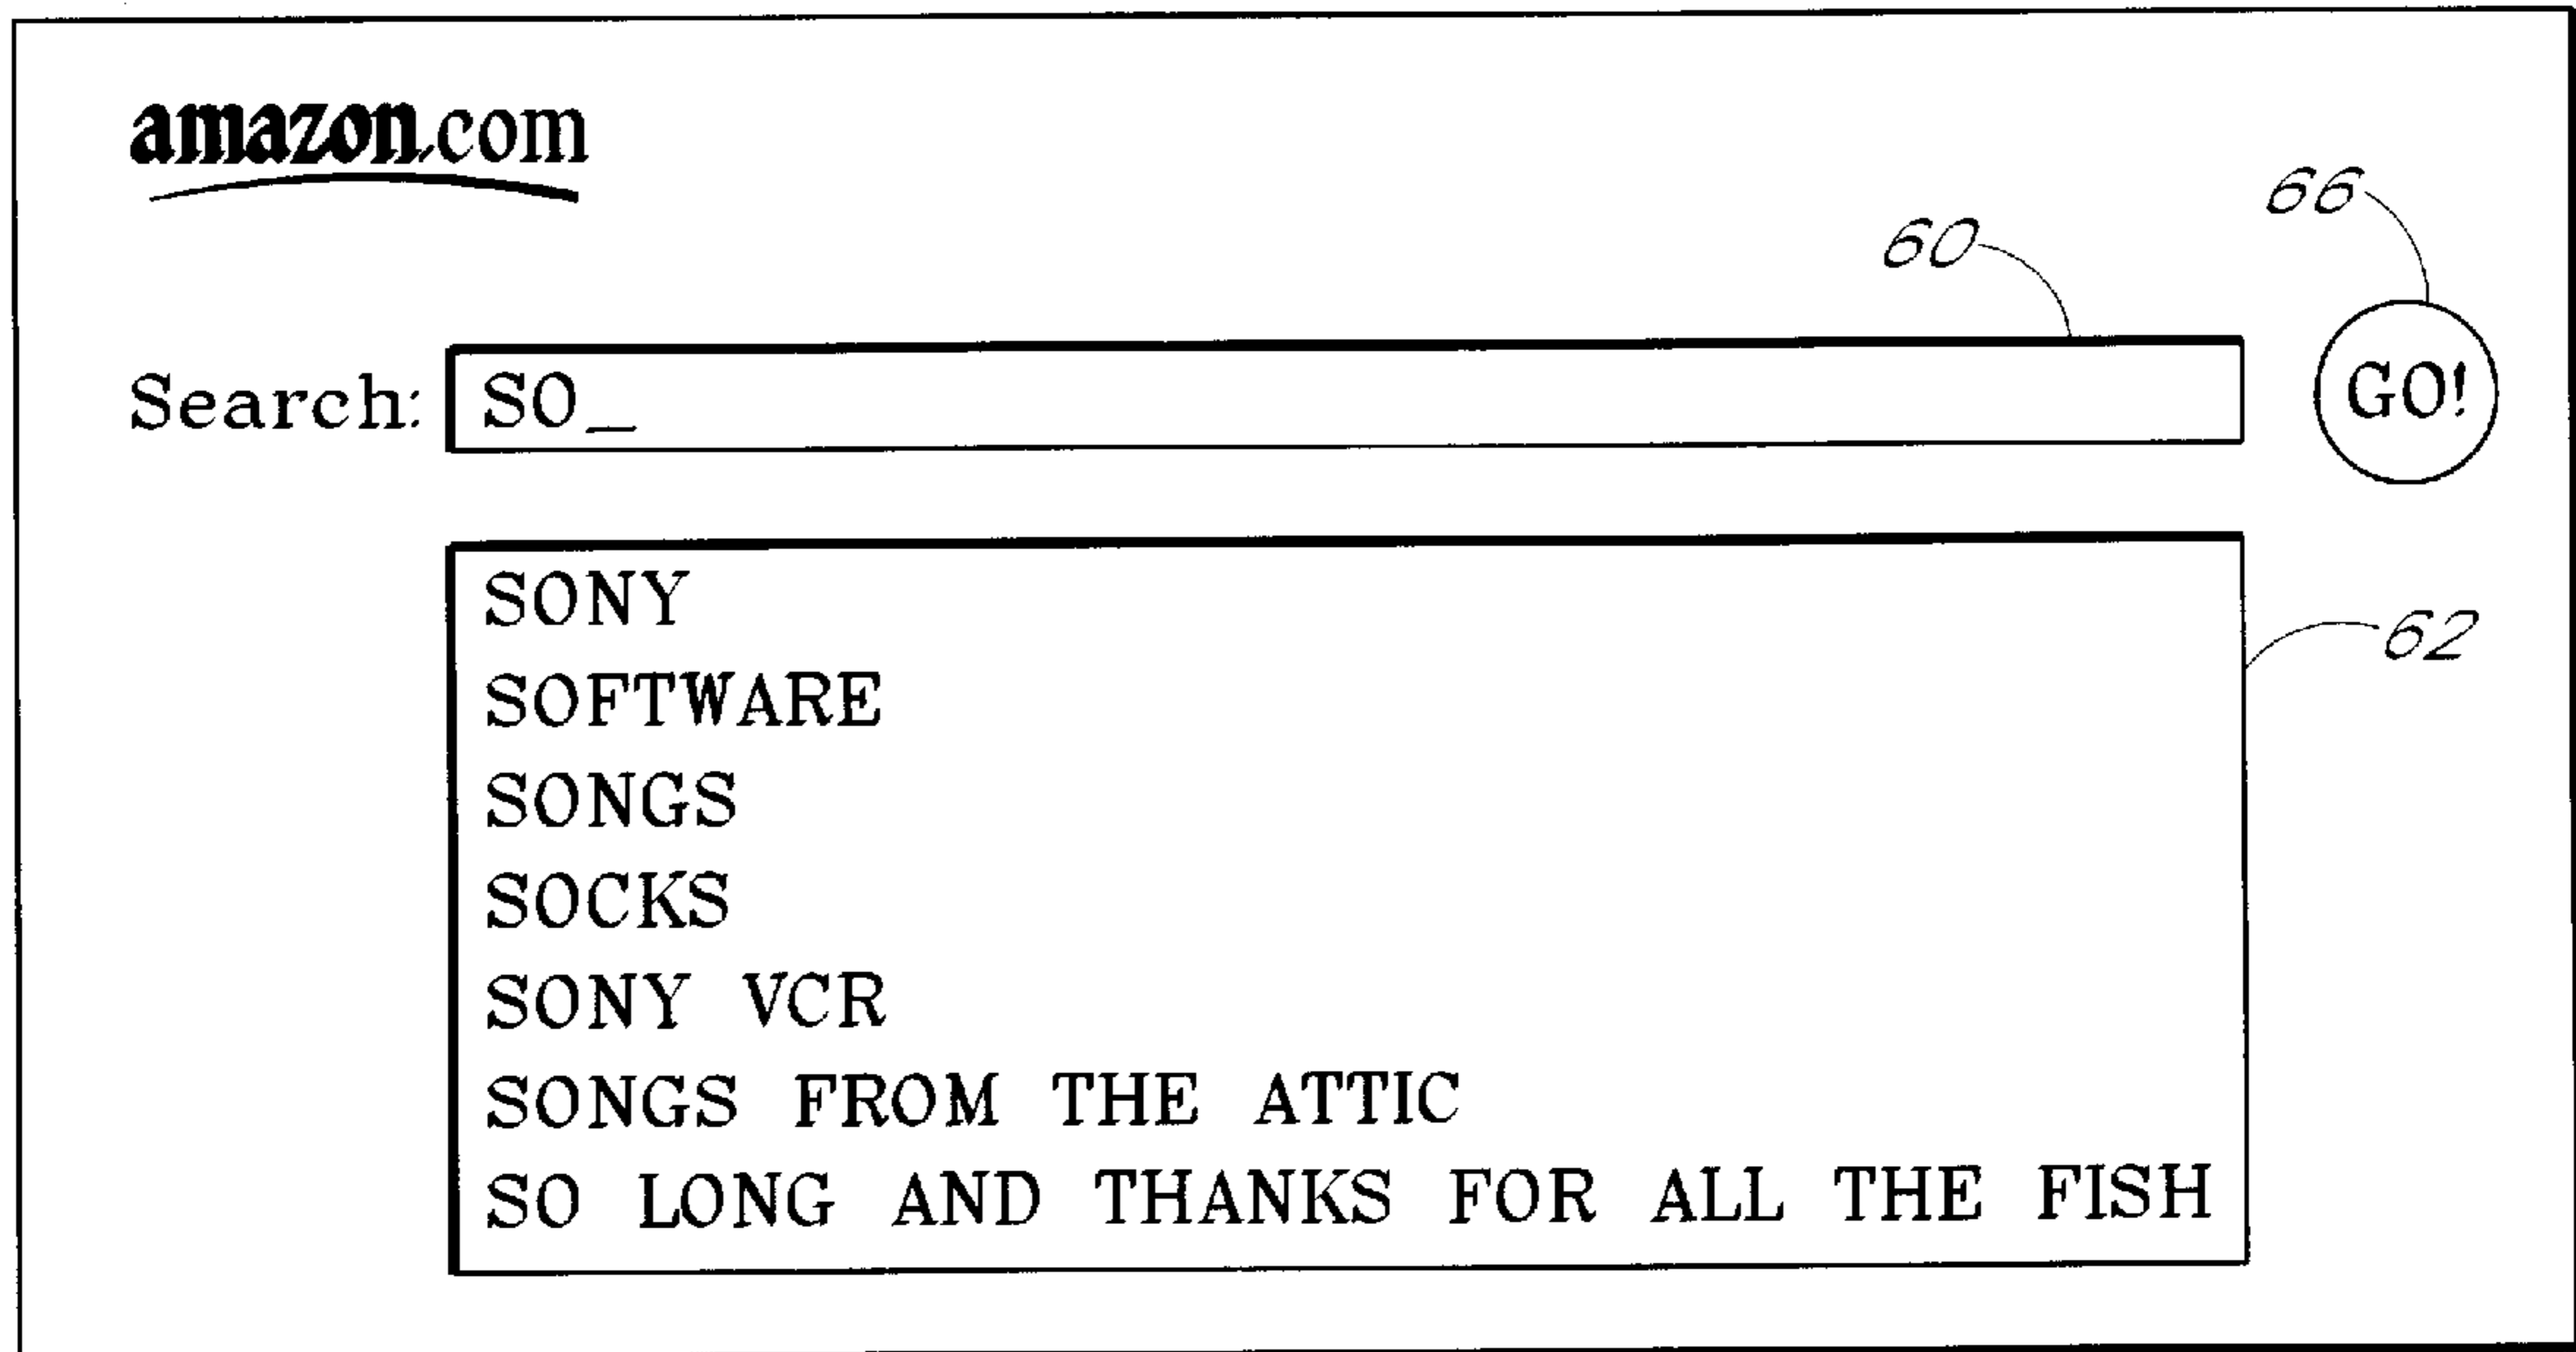 amazon.com
66
60
Search: SO_ GO!
SONY
62
SOFTWARE
SONGS
SOCKS
SONY VCR
SONGS FROM THE ATTIC
SO LONG AND THANKS FOR ALL THE FISH